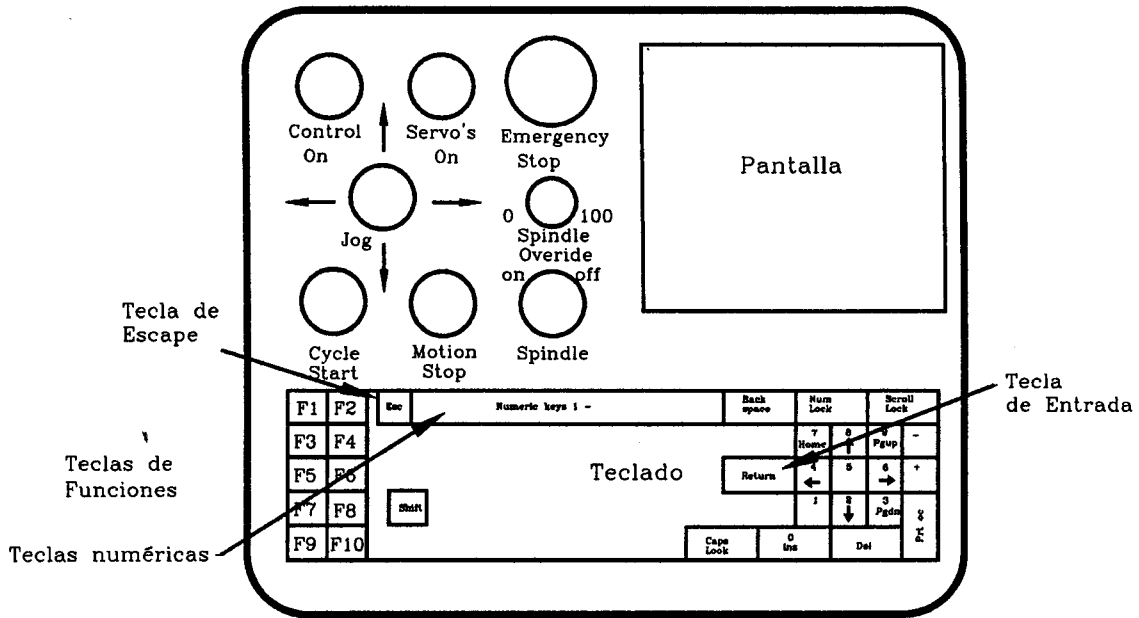 Control
On
Servo's
On
Emergency
Stop
Pantalla
Jog
0
100
Spindle
Overide
on
off
Cycle
Start
Motion
Stop
Spindle
Tecla de
Escape
Tecla
de Entrada
Teclas de
Funciones
Teclas numéricas
F1 F2
F3 F4
F5 F6
F7 F8
F9 F10
Esc
Numeric keys 1 -
Back
space
Num
Lock
Scrol
Lock
7
Home
8
9
Pgup
-
Teclado
Return
4
5
6
+
Shift
1
2
3
Pgdn
Caps
Look
0
Ins
Del
Prt